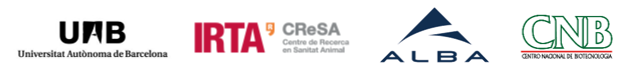 UAB
Universitat Autònoma de Barcelona
IRTA CReSA
Centre de Recerca
en Sanitat Animal
ALBA
CNB
CENTRO NACIONAL DE BIOTECNOLOGIA